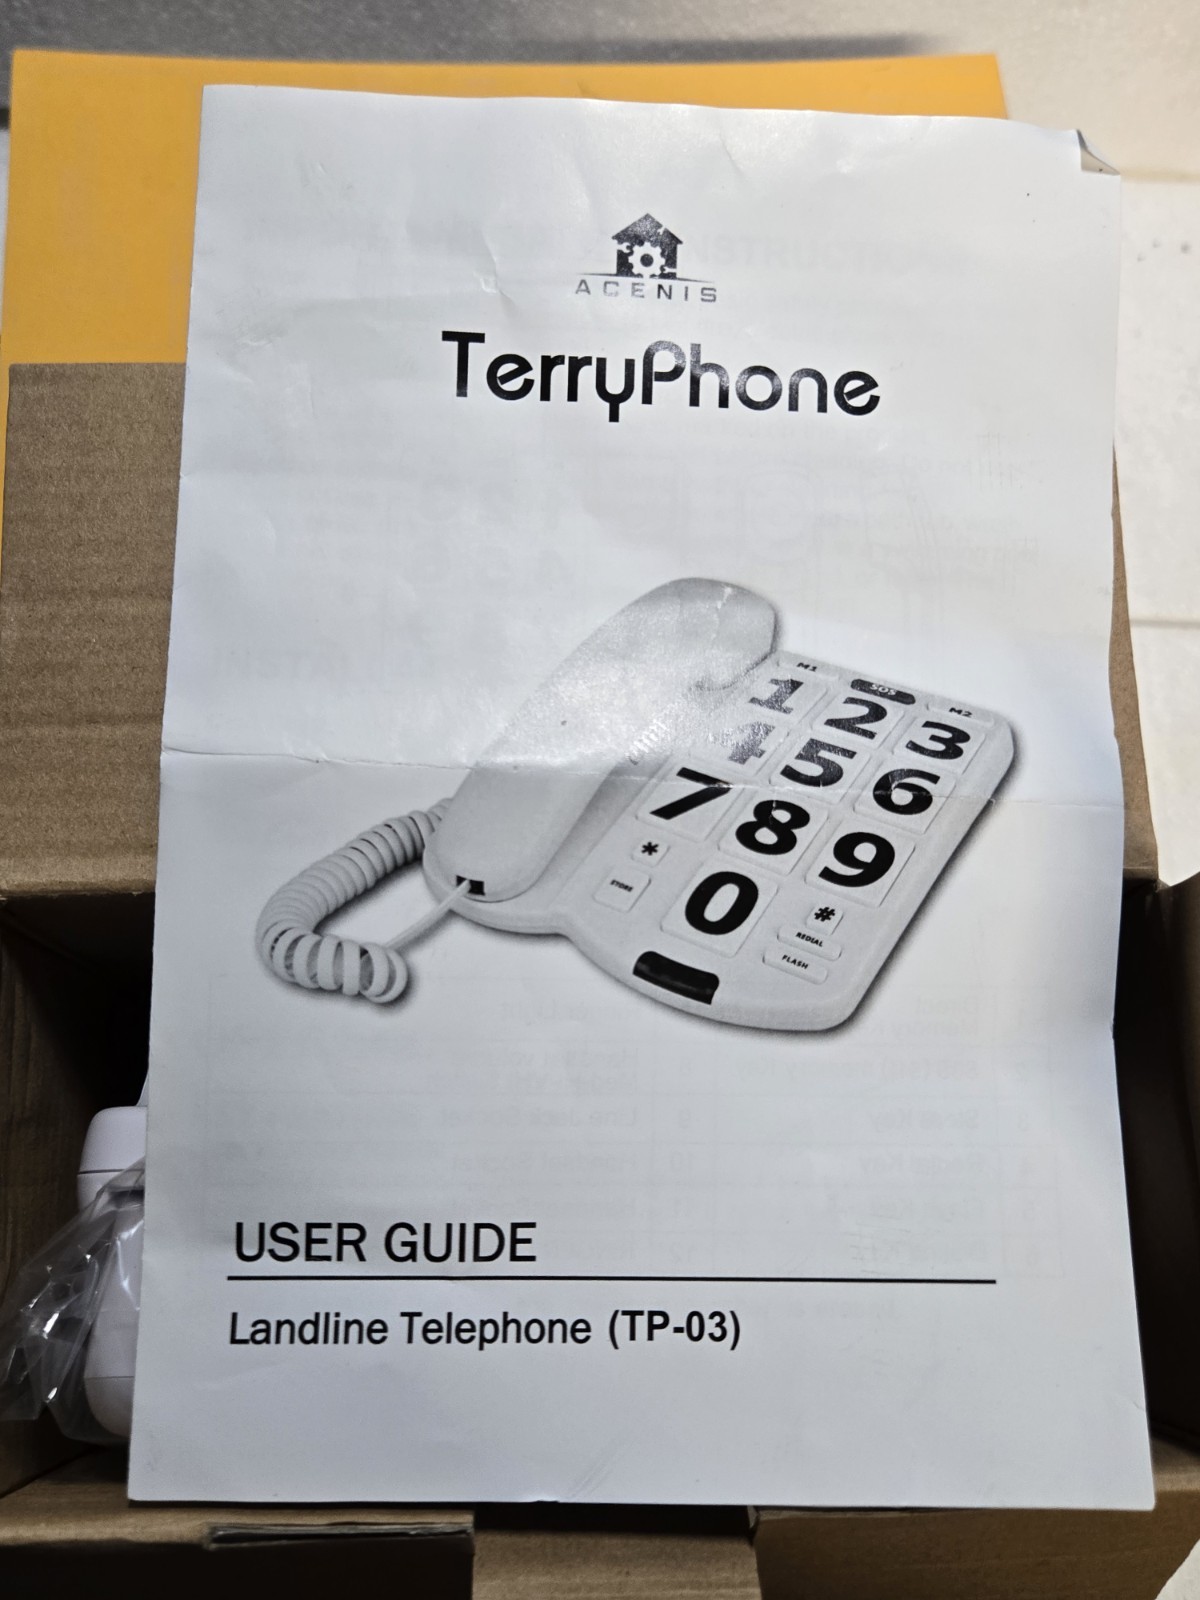 ACENIS
TerryPhone
M1
SOS
M2
1
2
3
4
5
6
7
8
9
*
0
#
STORE
REDIAL
FLASH
USER GUIDE
Landline Telephone (TP-03)